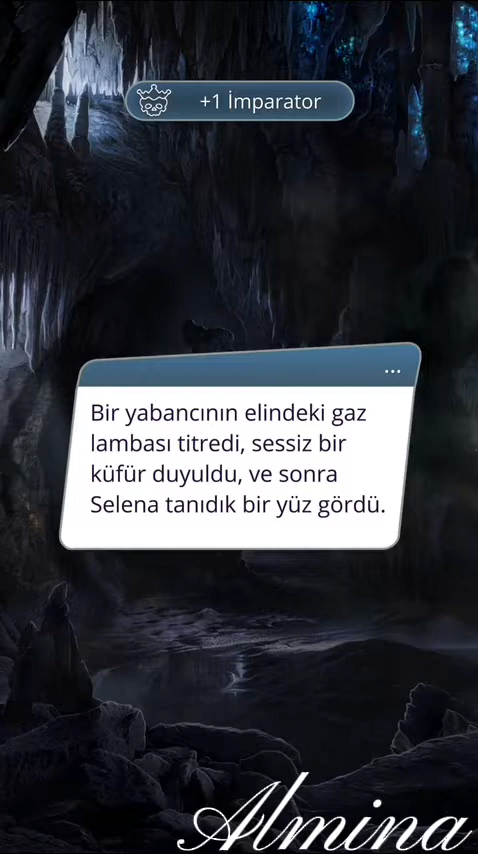 +1 İmparator
...
Bir yabancının elindeki gaz
lambası titredi, sessiz bir
küfür duyuldu, ve sonra
Selena tanıdık bir yüz gördü.
Almina